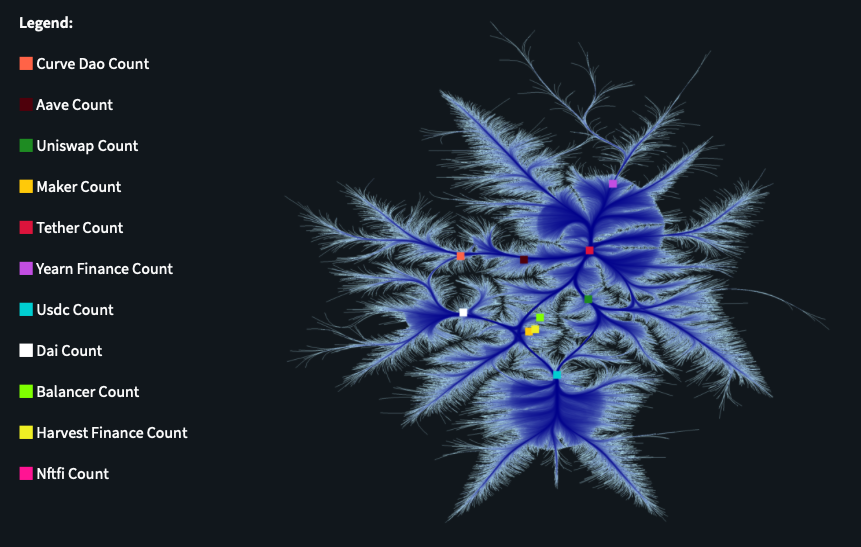 Legend:
Curve Dao Count
Aave Count
Uniswap Count
Maker Count
Tether Count
Yearn Finance Count
Usdc Count
Dai Count
Balancer Count
Harvest Finance Count
Nftfi Count